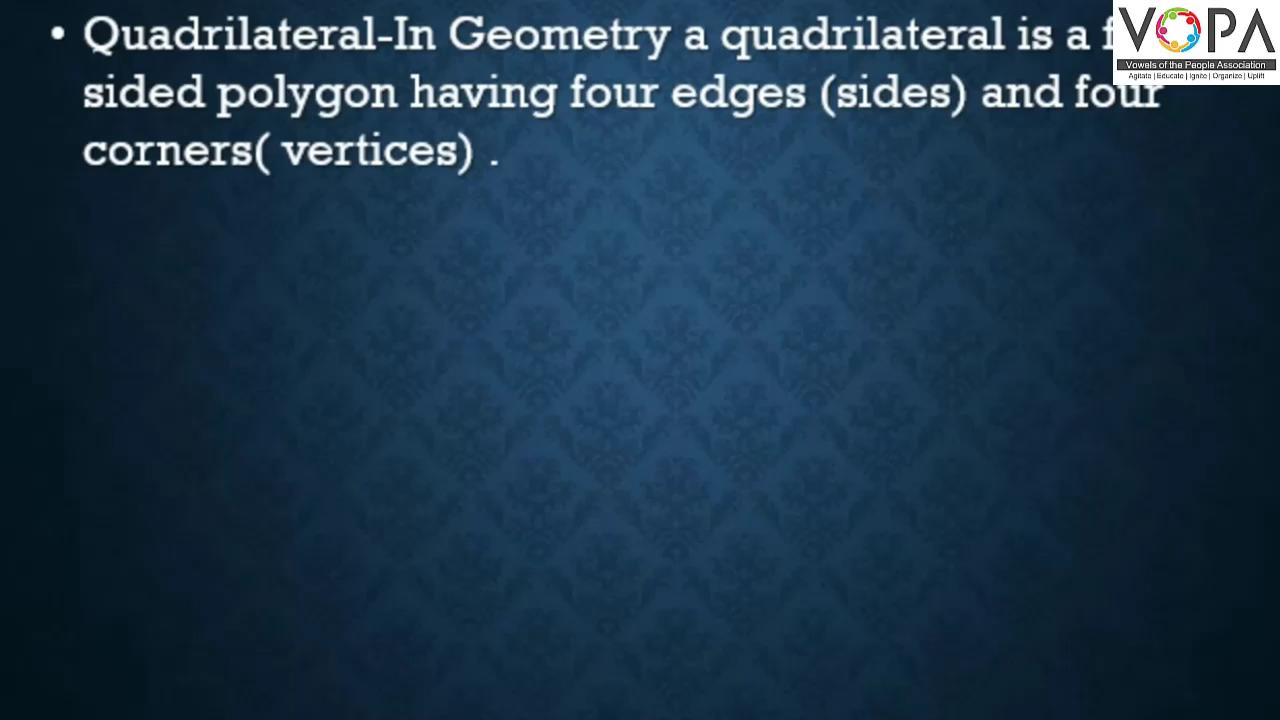 • Quadrilateral-In Geometry a quadrilateral is a
sided polygon having four edges (sides) and four
corners( vertices) .
VOPA
Vowels of the People Association
Agitate | Educate | Ignite | Organize | Uplift